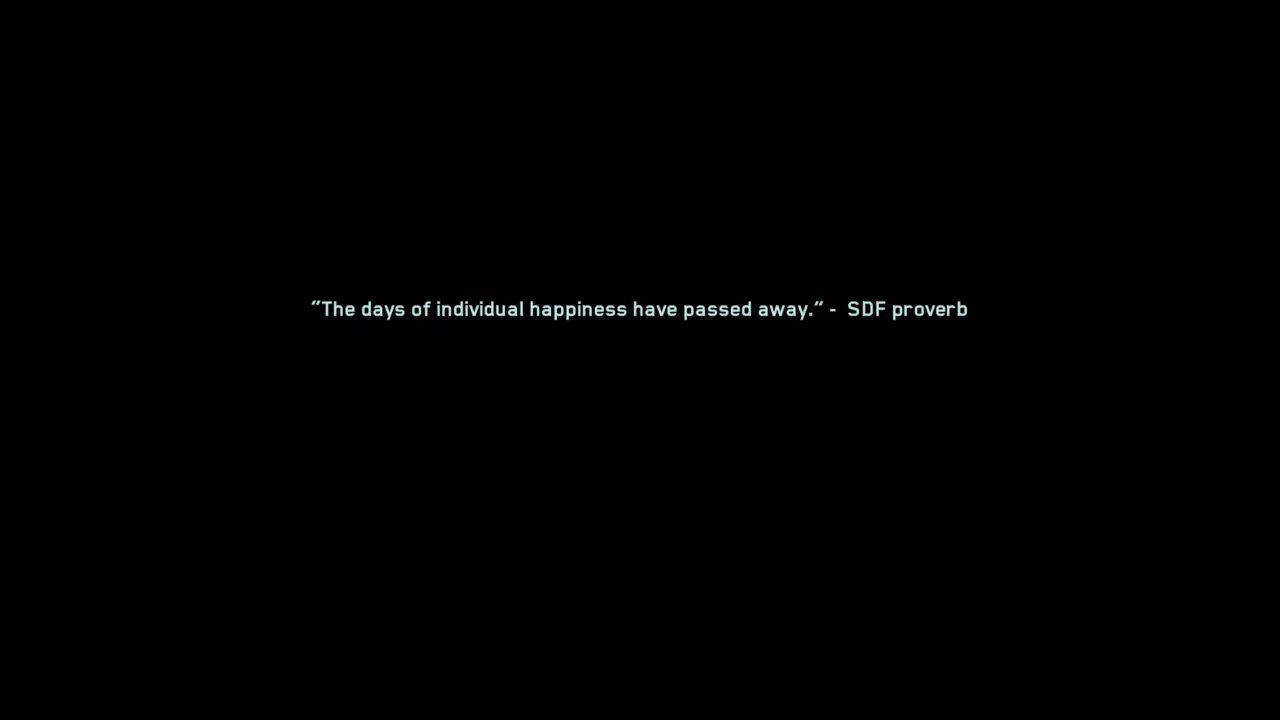 “The days of individual happiness have passed away.” -  SDF proverb